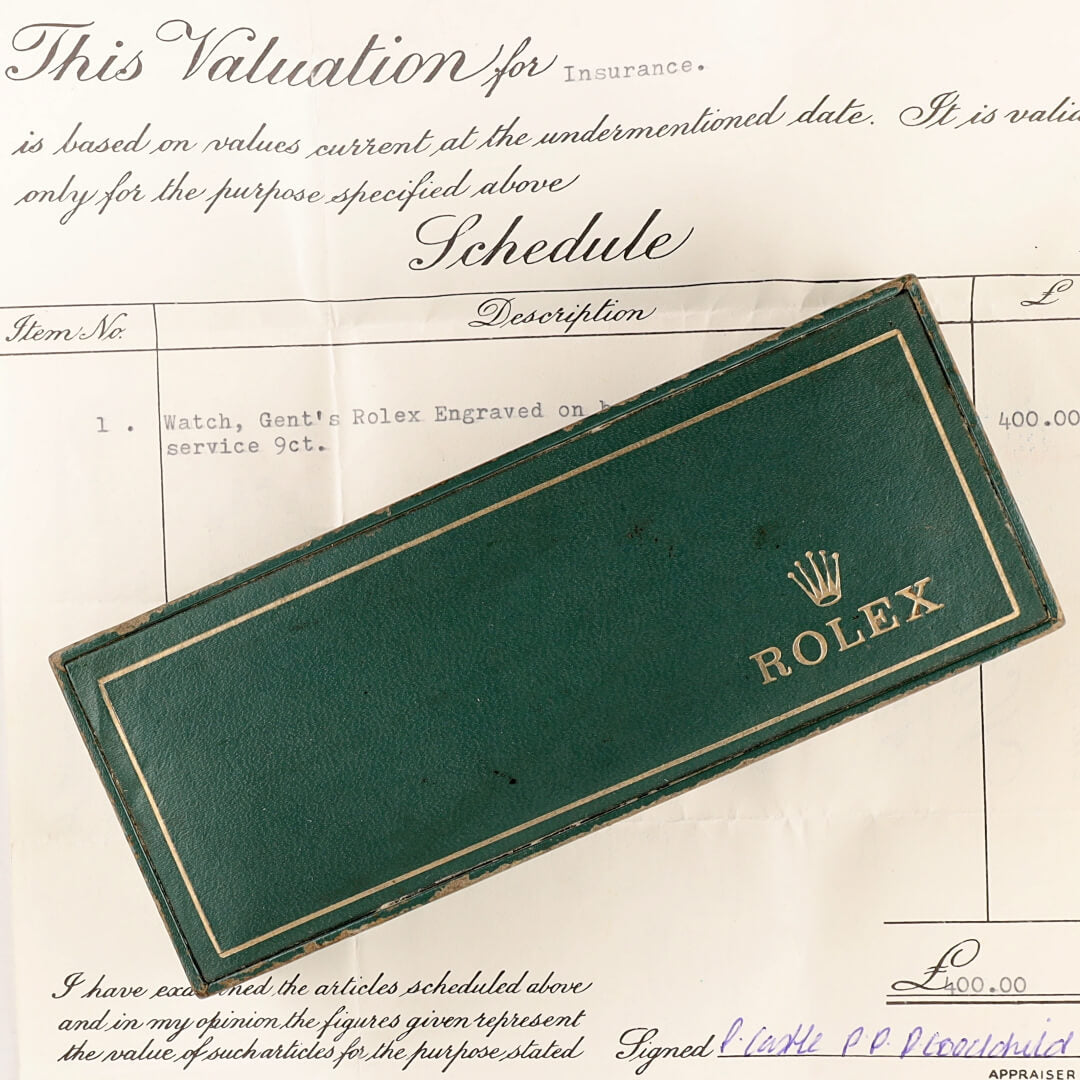 This Valuation for Insurance.
is based on values current at the undermentioned date. It is valid
only for the purpose specified above
Schedule
Item No. Description £
1. Watch, Gent's Rolex Engraved on 400.00
service 9ct.
ROLEX
£400.00
I have examined the articles scheduled above
and in my opinion the figures given represent
the value of such articles for the purpose stated
Signed P. Castle P.P. D Goodchild
APPRAISER